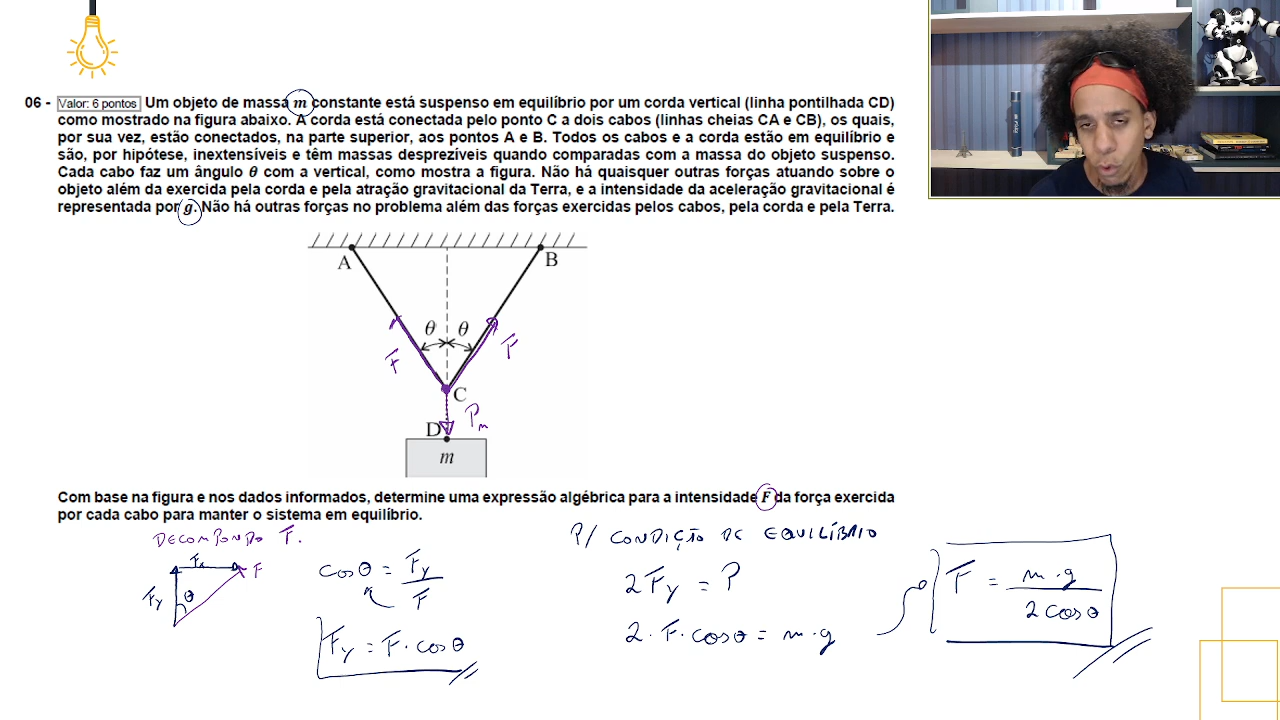 06 - Valor: 6 pontos Um objeto de massa m constante está suspenso em equilíbrio por um corda vertical (linha pontilhada CD)
como mostrado na figura abaixo. A corda está conectada pelo ponto C a dois cabos (linhas cheias CA e CB), os quais,
por sua vez, estão conectados, na parte superior, aos pontos A e B. Todos os cabos e a corda estão em equilíbrio e
são, por hipótese, inextensíveis e têm massas desprezíveis quando comparadas com a massa do objeto suspenso.
Cada cabo faz um ângulo θ com a vertical, como mostra a figura. Não há quaisquer outras forças atuando sobre o
objeto além da exercida pela corda e pela atração gravitacional da Terra, e a intensidade da aceleração gravitacional é
representada por g. Não há outras forças no problema além das forças exercidas pelos cabos, pela corda e pela Terra.
A B
θ θ
F F
C
P_m
D
m
Com base na figura e nos dados informados, determine uma expressão algébrica para a intensidade F da força exercida
por cada cabo para manter o sistema em equilíbrio.
DECOMPONDO F.
Fx F
Fy θ
cos θ = Fy / F
Fy = F · cos θ
P/ CONDIÇÃO DE EQUILÍBRIO
2 Fy = P
2 · F · cos θ = m · g
F = m · g / 2 cos θ